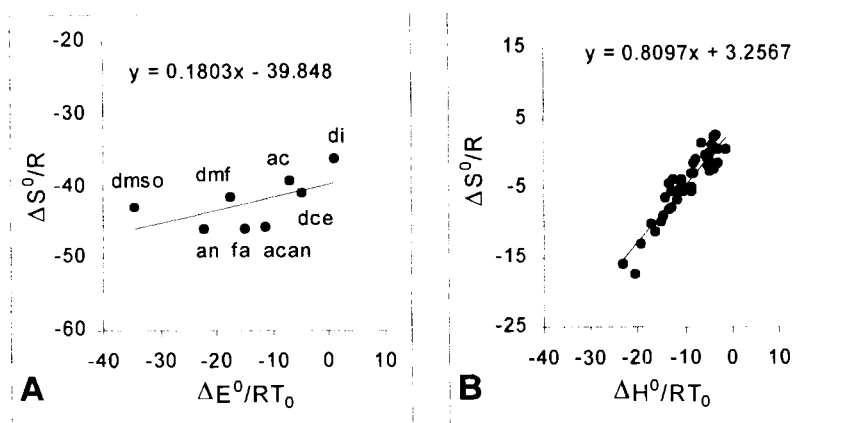 -20
y = 0.1803x - 39.848
-30
di
ac
dmf
dmso
-40
dce
an fa acan
-50
-60
-40 -30 -20 -10 0 10
ΔS⁰/R
ΔE⁰/RT₀
A
15
y = 0.8097x + 3.2567
5
-5
-15
-25
-40 -30 -20 -10 0 10
ΔS⁰/R
ΔH⁰/RT₀
B